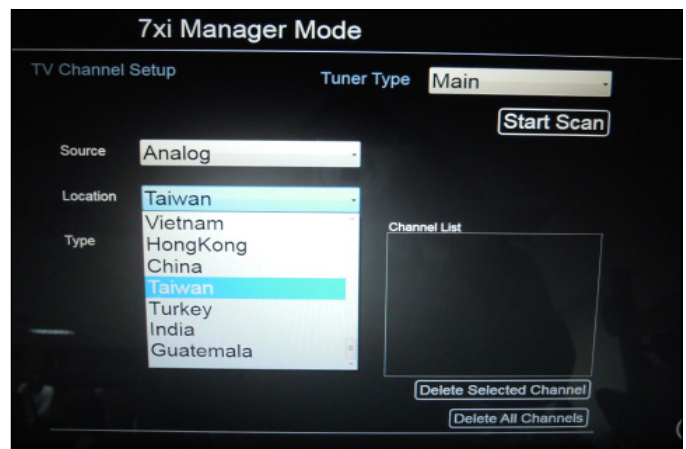 7xi Manager Mode
TV Channel Setup
Tuner Type Main
Start Scan
Source Analog
Location Taiwan
Vietnam
Type HongKong
China
Taiwan
Turkey
India
Guatemala
Channel List
Delete Selected Channel
Delete All Channels